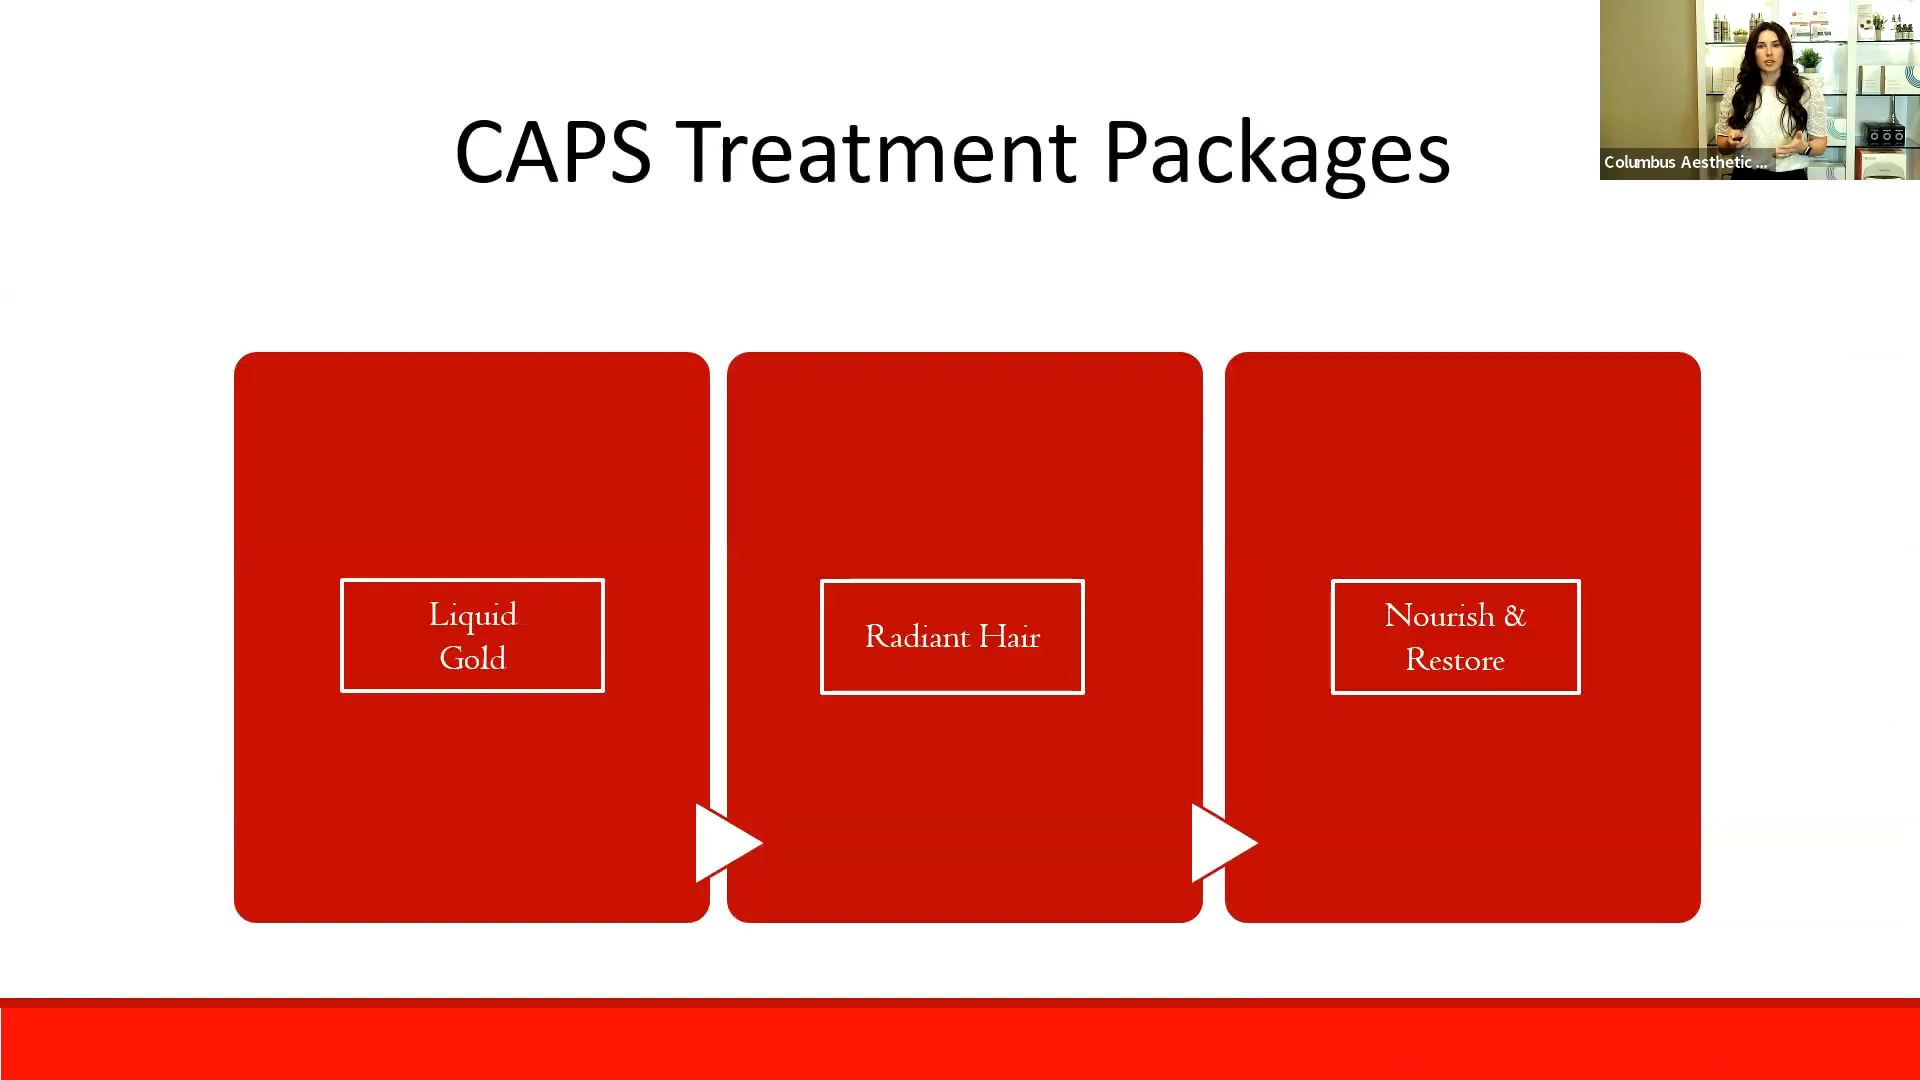 CAPS Treatment Packages
Columbus Aesthetic ...
Liquid
Gold
Radiant Hair
Nourish &
Restore